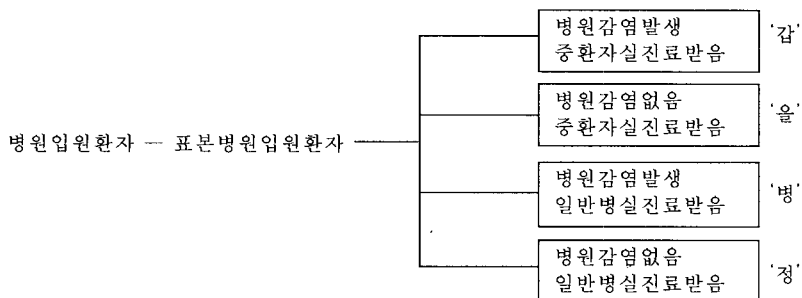 병원감염발생
중환자실진료받음
'갑'
병원감염없음
중환자실진료받음
'을'
병원입원환자 — 표본병원입원환자
병원감염발생
일반병실진료받음
'병'
병원감염없음
일반병실진료받음
'정'